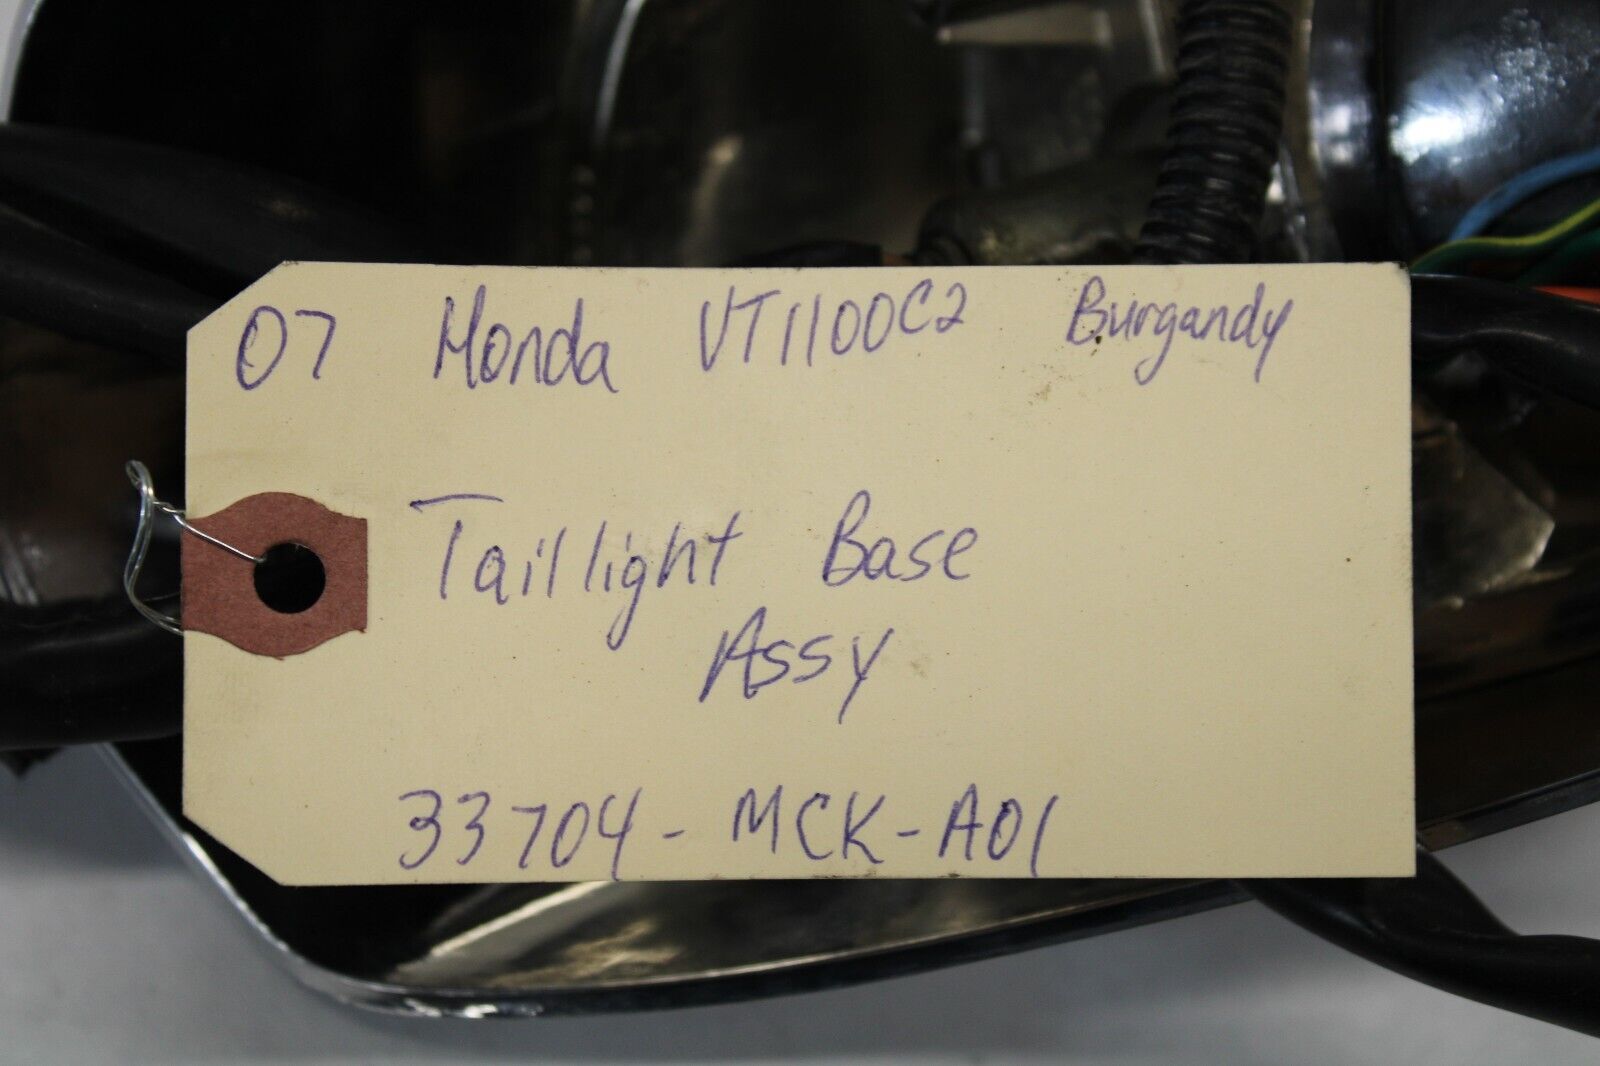 07 Honda VT1100C2 Burgandy
Taillight Base
Assy
33704-MCK-A01